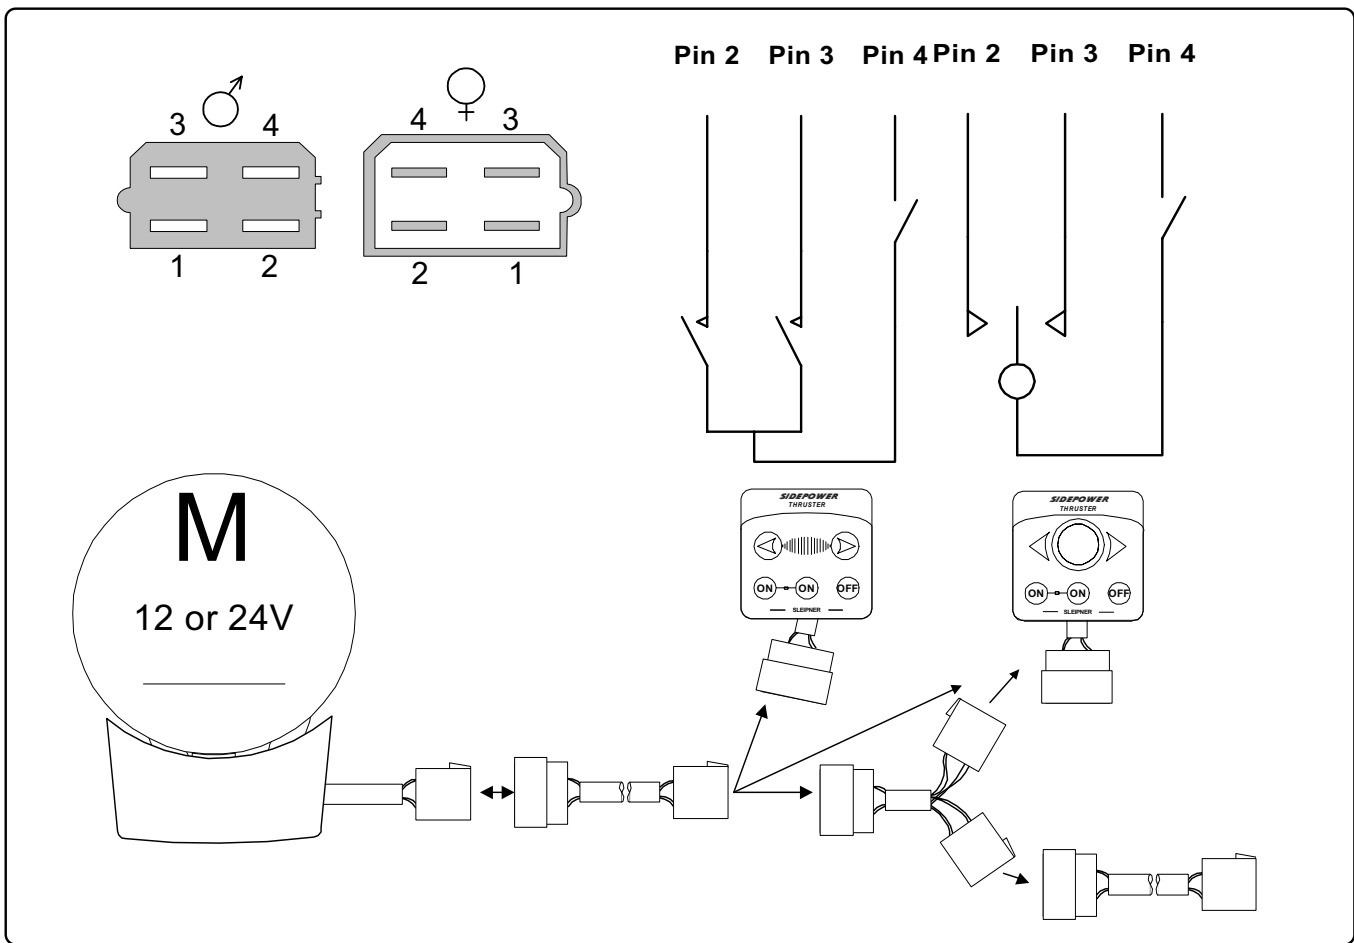 Pin 2 Pin 3 Pin 4 Pin 2 Pin 3 Pin 4
3 4
1 2
4 3
2 1
M
12 or 24V
SIDEPOWER
THRUSTER
ON ON OFF
SLEIPNER
SIDEPOWER
THRUSTER
ON ON OFF
SLEIPNER